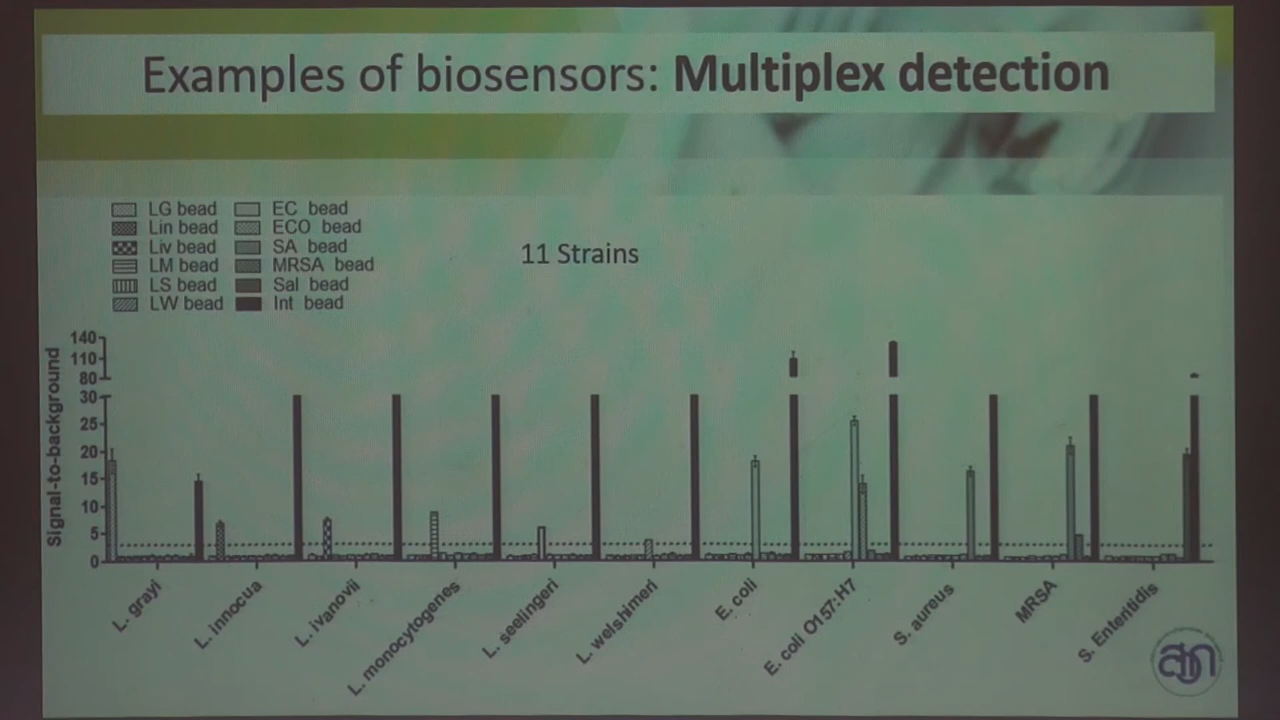 Examples of biosensors: Multiplex detection
LG bead
EC bead
Lin bead
ECO bead
Liv bead
SA bead
LM bead
MRSA bead
LS bead
Sal bead
LW bead
Int bead
11 Strains
Signal-to-background
140
110
80
30
25
20
15
10
5
0
L. grayi
L. innocua
L. ivanovii
L. monocytogenes
L. seelingeri
L. welshimeri
E. coli
E. coli O157:H7
S. aureus
MRSA
S. Enteritidis